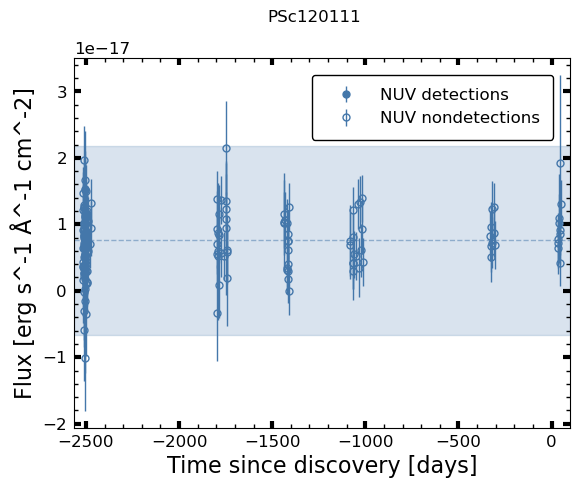 PSc120111
1e−17
Flux [erg s^-1 Å^-1 cm^-2]
3
2
1
0
−1
−2
NUV detections
NUV nondetections
−2500 −2000 −1500 −1000 −500 0
Time since discovery [days]